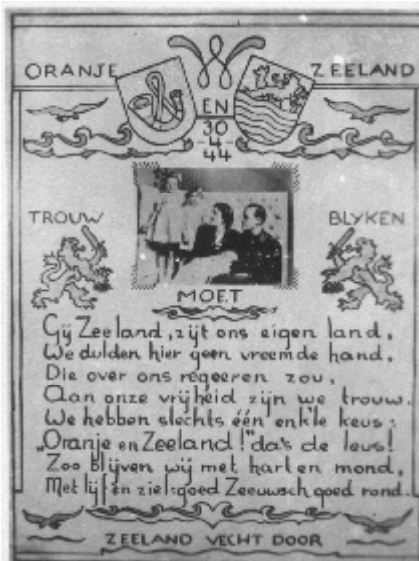 ORANJE EN ZEELAND
30
-4-
44
TROUW MOET BLYKEN
Gij Zeeland, zijt ons eigen land,
We dulden hier geen vreemde hand,
Die over ons regeeren zou,
Aan onze vrijheid zijn we trouw.
We hebben slechts één enk'le keus:
„Oranje en Zeeland!" da's de leus!
Zoo blijven wij met hart en mond,
Met lijf en ziel: goed Zeeuwsch goed rond.
ZEELAND VECHT DOOR